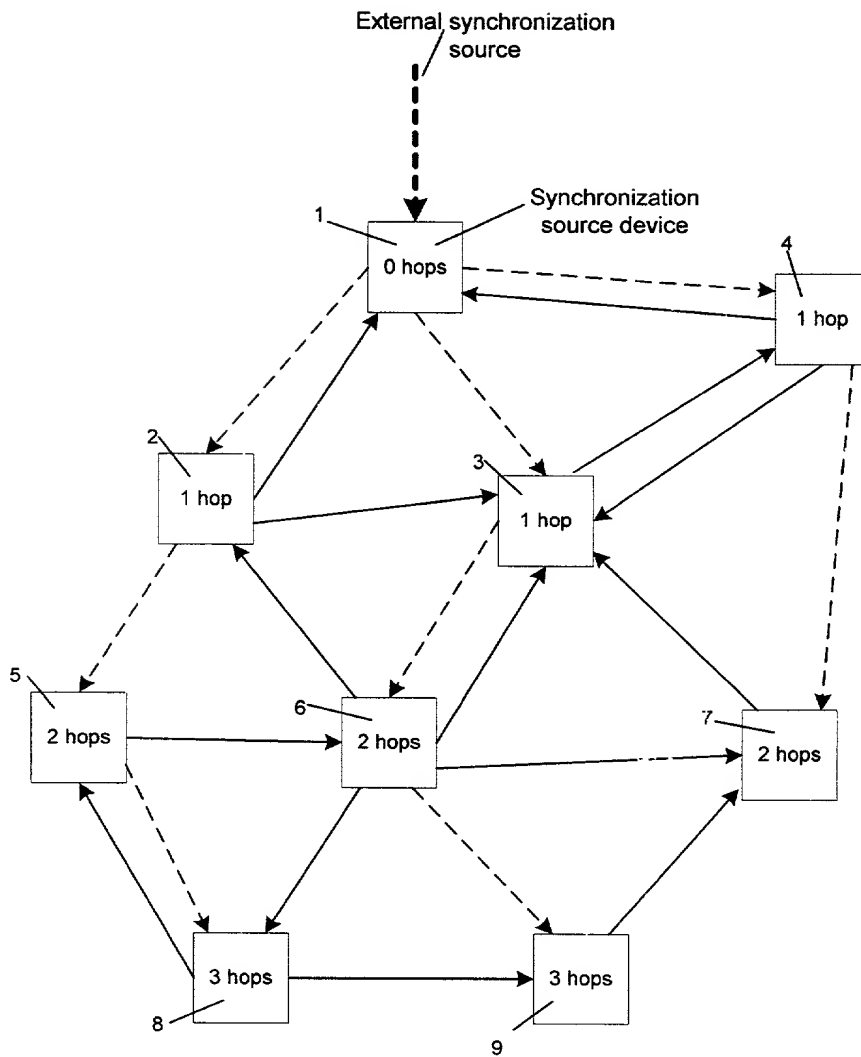 External synchronization
source
1
Synchronization
source device
0 hops
4
1 hop
2
1 hop
3
1 hop
5
2 hops
6
2 hops
7
2 hops
3 hops
8
3 hops
9